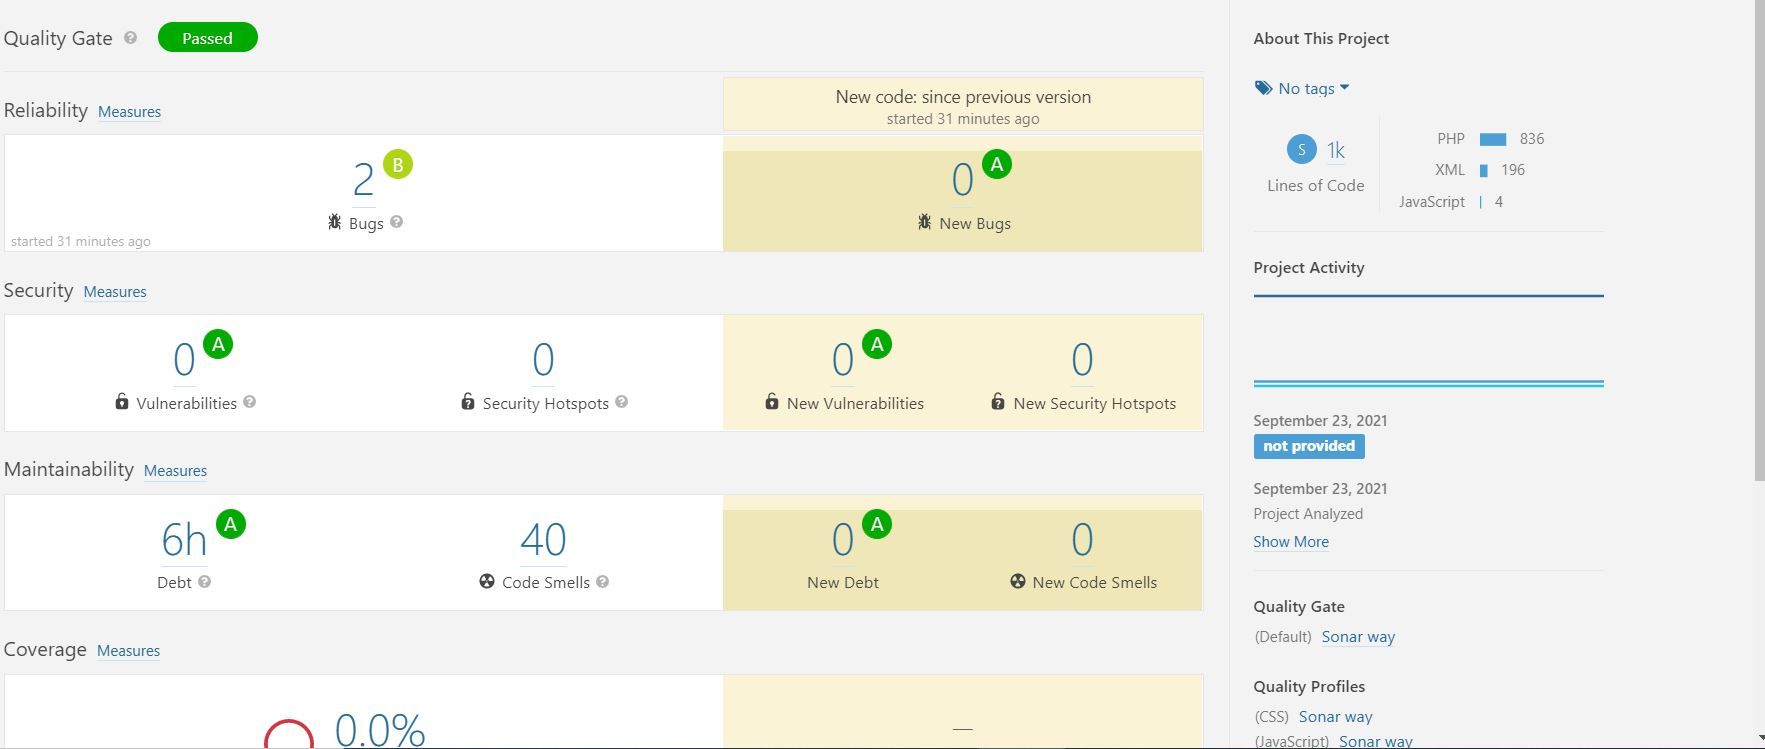 Quality Gate ? Passed
Reliability Measures
New code: since previous version
started 31 minutes ago
2 B
Bugs ?
started 31 minutes ago
0 A
New Bugs
Security Measures
0 A
Vulnerabilities ?
0
Security Hotspots ?
0 A
New Vulnerabilities
0
New Security Hotspots
Maintainability Measures
6h A
Debt ?
40
Code Smells ?
0 A
New Debt
0
New Code Smells
Coverage Measures
0.0%
—
About This Project
No tags
S 1k
Lines of Code
PHP 836
XML 196
JavaScript 4
Project Activity
September 23, 2021
not provided
September 23, 2021
Project Analyzed
Show More
Quality Gate
(Default) Sonar way
Quality Profiles
(CSS) Sonar way
(JavaScript) Sonar way